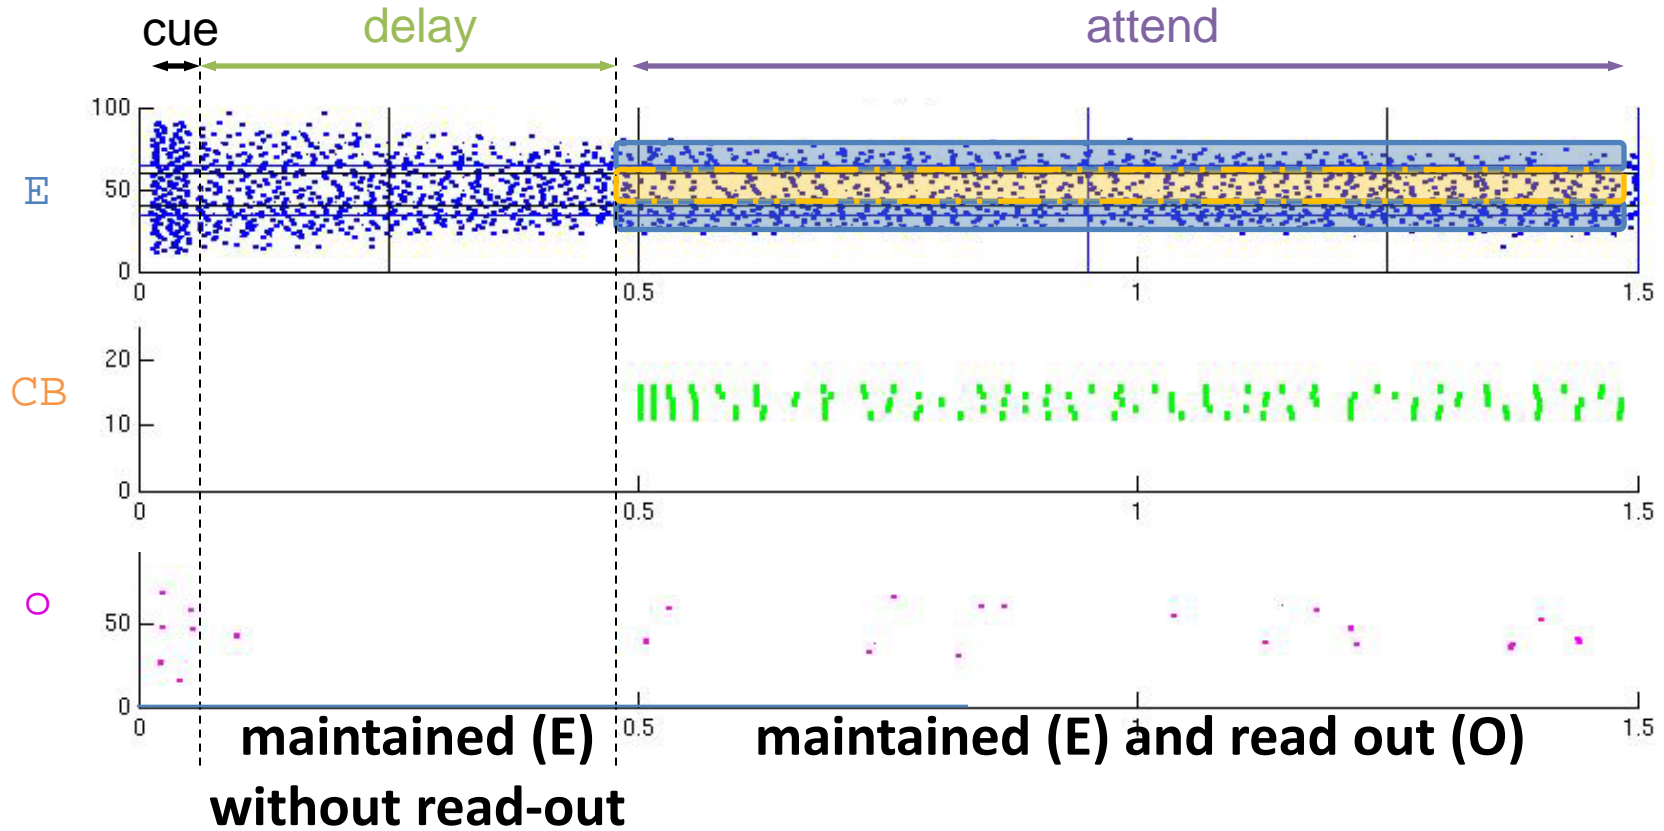 cue delay attend
100
E 50
0
0 0.5 1 1.5
20
CB
10
0
0 0.5 1 1.5
O
50
0
0 0.5 1 1.5
maintained (E) maintained (E) and read out (O)
without read-out